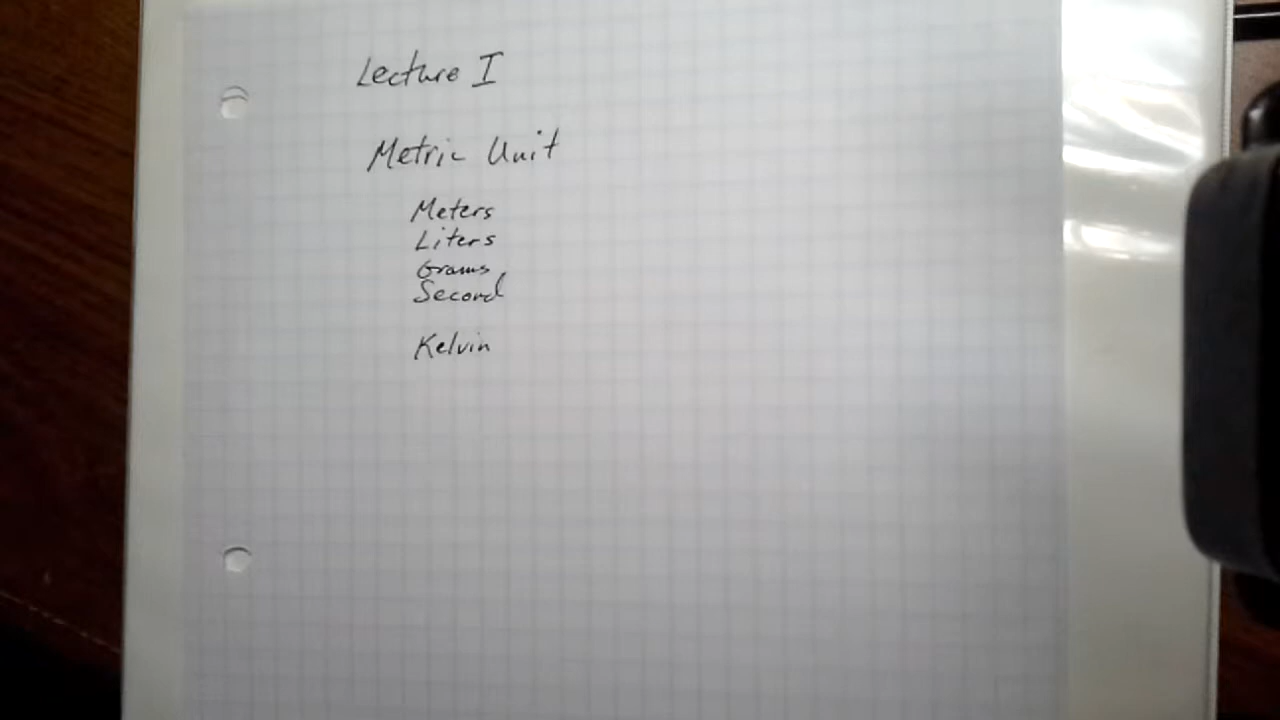 Lecture I
Metric Unit
Meters
Liters
Grams
Second
Kelvin